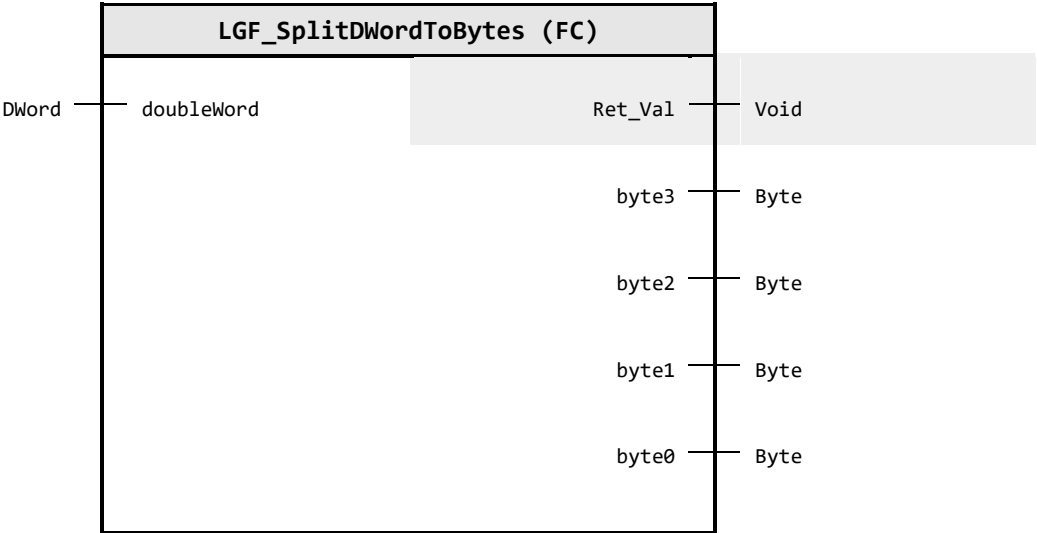 LGF_SplitDWordToBytes (FC)
DWord doubleWord Ret_Val Void
byte3 Byte
byte2 Byte
byte1 Byte
byte0 Byte